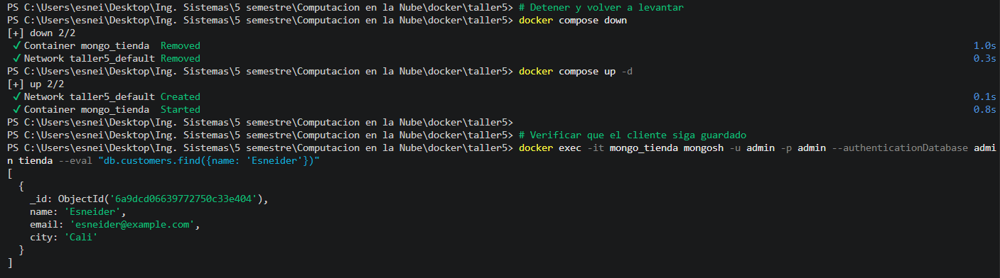 PS C:\Users\esnei\Desktop\Ing. Sistemas\5 semestre\Computacion en la Nube\docker\taller5> # Detener y volver a levantar
PS C:\Users\esnei\Desktop\Ing. Sistemas\5 semestre\Computacion en la Nube\docker\taller5> docker compose down
[+] down 2/2
✓ Container mongo_tienda  Removed 1.0s
✓ Network taller5_default Removed 0.3s
PS C:\Users\esnei\Desktop\Ing. Sistemas\5 semestre\Computacion en la Nube\docker\taller5> docker compose up -d
[+] up 2/2
✓ Network taller5_default Created 0.1s
✓ Container mongo_tienda  Started 0.8s
PS C:\Users\esnei\Desktop\Ing. Sistemas\5 semestre\Computacion en la Nube\docker\taller5>
PS C:\Users\esnei\Desktop\Ing. Sistemas\5 semestre\Computacion en la Nube\docker\taller5> # Verificar que el cliente siga guardado
PS C:\Users\esnei\Desktop\Ing. Sistemas\5 semestre\Computacion en la Nube\docker\taller5> docker exec -it mongo_tienda mongosh -u admin -p admin --authenticationDatabase admi
n tienda --eval "db.customers.find({name: 'Esneider'})"
[
  {
    _id: ObjectId('6a9dcd06639772750c33e404'),
    name: 'Esneider',
    email: 'esneider@example.com',
    city: 'Cali'
  }
]